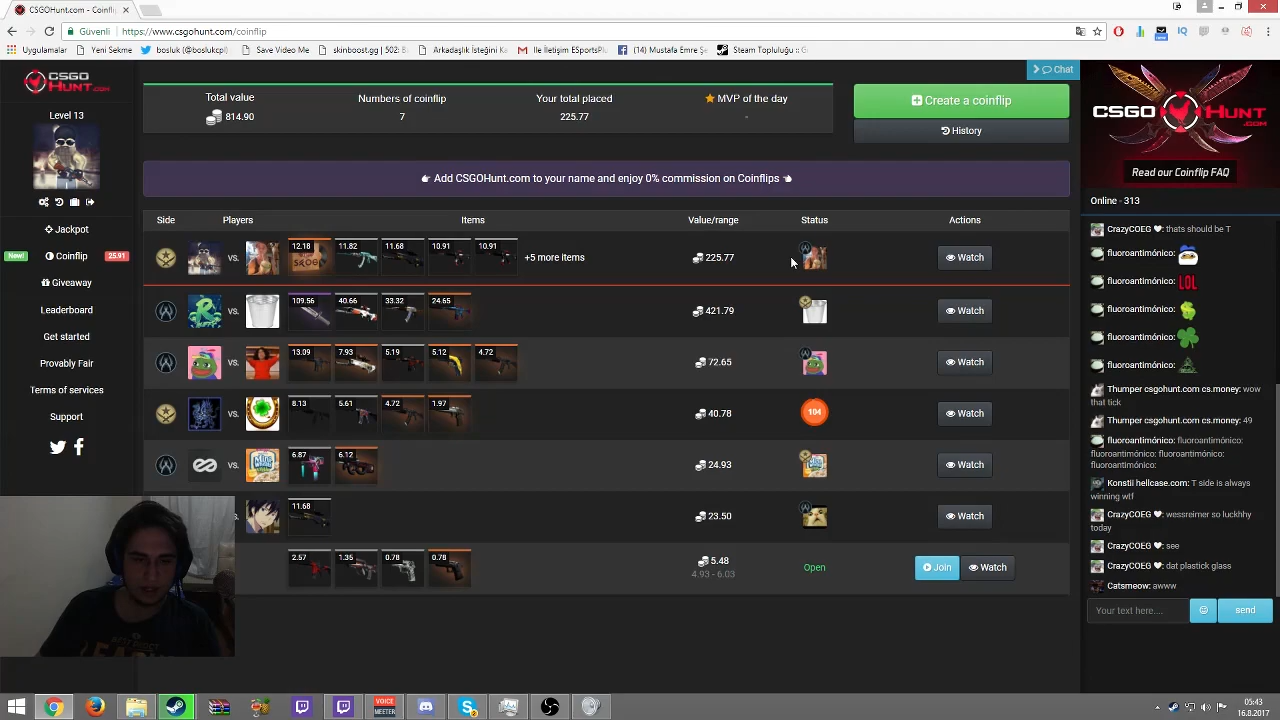 CSGOHunt.com - Coinfli
Güvenli
https://www.csgohunt.com/coinflip
Uygulamalar
Yeni Sekme
bosluk (@boslukcpl)
Save Video Me
skinboost.gg | 502: B
Arkadaşlık İsteğini Ka
Ile Iletişim EsportsPlu
(14) Mustafa Emre S
Steam Topluluğu :: G
CSGO
HUNT.COM
Level 13
Jackpot
New!
Coinflip
25.91
Giveaway
Leaderboard
Get started
Provably Fair
Terms of services
Support
Total value
814.90
Numbers of coinflip
7
Your total placed
225.77
MVP of the day
-
Chat
Create a coinflip
History
Add CSGOHunt.com to your name and enjoy 0% commission on Coinflips
Side
Players
Items
Value/range
Status
Actions
vs.
12.18
11.82
11.68
10.91
10.91
+5 more items
225.77
Watch
vs.
109.56
40.66
33.32
24.65
421.79
Watch
vs.
13.09
7.93
5.19
5.12
4.72
72.65
Watch
vs.
8.13
5.61
4.72
1.97
40.78
104
Watch
vs.
6.87
6.12
24.93
Watch
11.68
23.50
Watch
2.57
1.35
0.78
0.78
5.48
4.93 - 6.03
Open
Join
Watch
CSGO HUNT.COM
Read our Coinflip FAQ
Online - 313
CrazyCOEG: thats should be T
fluoroantimónico:
fluoroantimónico: LOL
fluoroantimónico:
fluoroantimónico:
fluoroantimónico:
Thumper csgohunt.com cs.money: wow
that tick
Thumper csgohunt.com cs.money: 49
fluoroantimónico: fluoroantimónico:
fluoroantimónico: fluoroantimónico:
fluoroantimónico:
Konstii hellcase.com: T side is always
winning wtf
CrazyCOEG: wessreimer so luckhhy
today
CrazyCOEG: see
CrazyCOEG: dat plastick glass
Catsmeow: awww
Your text here....
send
VOICE
MEETER
05:43
16.8.2017